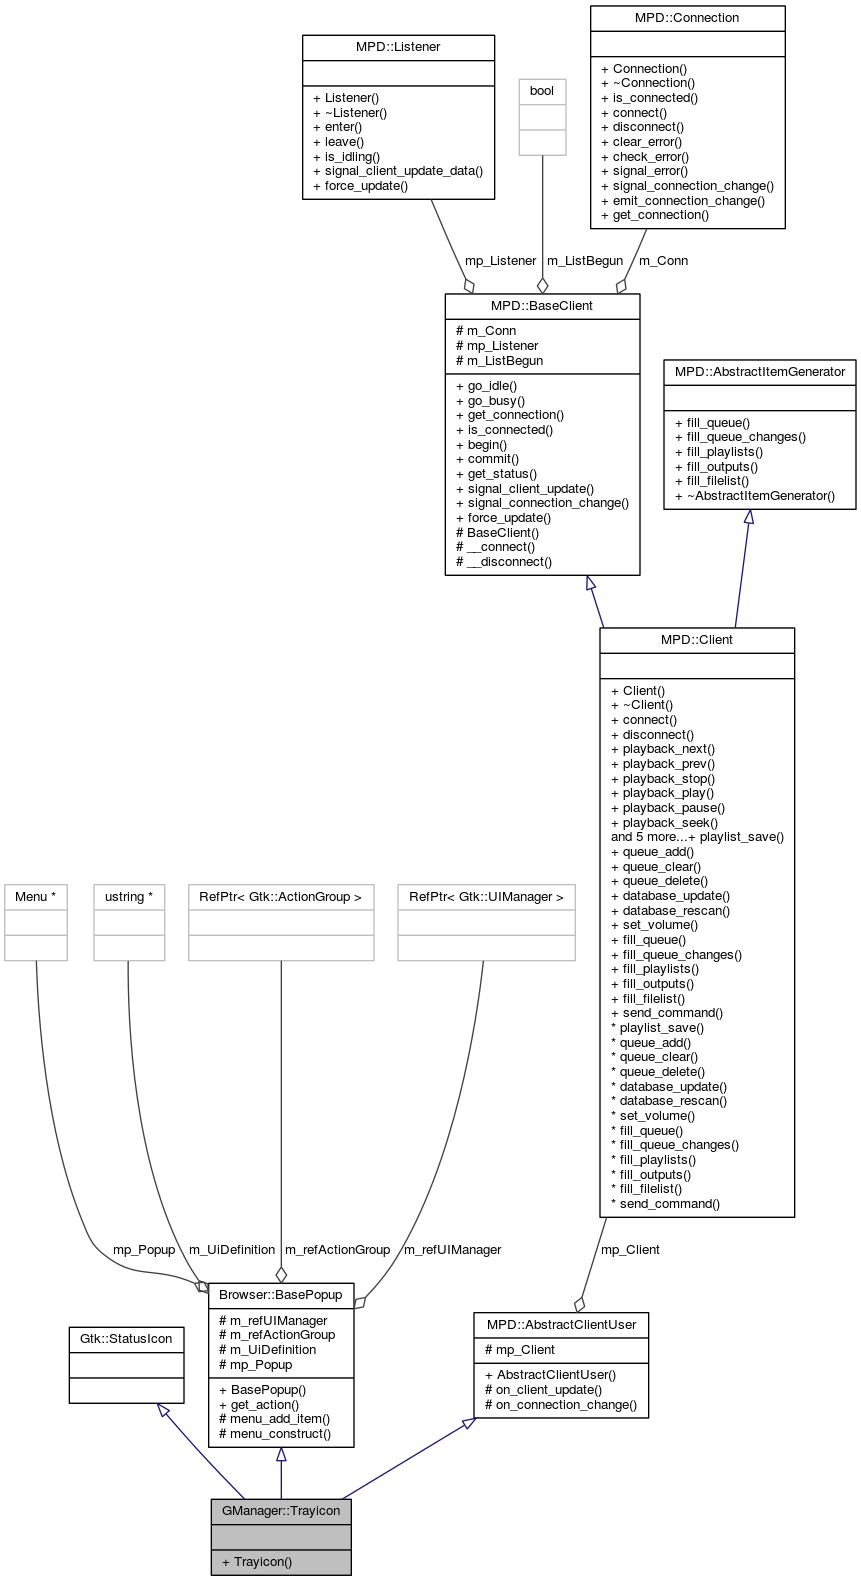 MPD::Connection
+ Connection()
+ ~Connection()
+ is_connected()
+ connect()
+ disconnect()
+ clear_error()
+ check_error()
+ signal_error()
+ signal_connection_change()
+ emit_connection_change()
+ get_connection()
MPD::Listener
+ Listener()
+ ~Listener()
+ enter()
+ leave()
+ is_idling()
+ signal_client_update_data()
+ force_update()
bool
mp_Listener
m_ListBegun
m_Conn
MPD::BaseClient
# m_Conn
# mp_Listener
# m_ListBegun
+ go_idle()
+ go_busy()
+ get_connection()
+ is_connected()
+ begin()
+ commit()
+ get_status()
+ signal_client_update()
+ signal_connection_change()
+ force_update()
# BaseClient()
# __connect()
# __disconnect()
MPD::AbstractItemGenerator
+ fill_queue()
+ fill_queue_changes()
+ fill_playlists()
+ fill_outputs()
+ fill_filelist()
+ ~AbstractItemGenerator()
MPD::Client
+ Client()
+ ~Client()
+ connect()
+ disconnect()
+ playback_next()
+ playback_prev()
+ playback_stop()
+ playback_play()
+ playback_pause()
+ playback_seek()
and 5 more...+ playlist_save()
+ queue_add()
+ queue_clear()
+ queue_delete()
+ database_update()
+ database_rescan()
+ set_volume()
+ fill_queue()
+ fill_queue_changes()
+ fill_playlists()
+ fill_outputs()
+ fill_filelist()
+ send_command()
* playlist_save()
* queue_add()
* queue_clear()
* queue_delete()
* database_update()
* database_rescan()
* set_volume()
* fill_queue()
* fill_queue_changes()
* fill_playlists()
* fill_outputs()
* fill_filelist()
* send_command()
Menu *
ustring *
RefPtr< Gtk::ActionGroup >
RefPtr< Gtk::UIManager >
mp_Popup
m_UiDefinition
m_refActionGroup
m_refUIManager
mp_Client
Browser::BasePopup
# m_refUIManager
# m_refActionGroup
# m_UiDefinition
# mp_Popup
+ BasePopup()
+ get_action()
# menu_add_item()
# menu_construct()
Gtk::StatusIcon
MPD::AbstractClientUser
# mp_Client
+ AbstractClientUser()
# on_client_update()
# on_connection_change()
GManager::Trayicon
+ Trayicon()